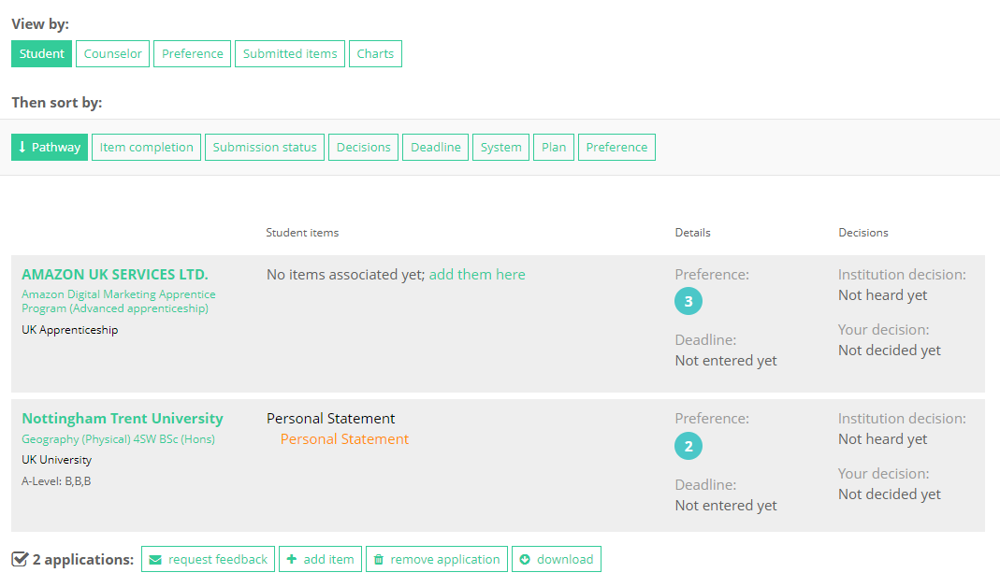 View by:
Student Counselor Preference Submitted items Charts
Then sort by:
Pathway Item completion Submission status Decisions Deadline System Plan Preference
Student items Details Decisions
AMAZON UK SERVICES LTD. No items associated yet; add them here Preference: Institution decision:
Amazon Digital Marketing Apprentice 3 Not heard yet
Program (Advanced apprenticeship)
UK Apprenticeship Your decision:
Deadline: Not decided yet
Not entered yet
Nottingham Trent University Personal Statement Preference: Institution decision:
Geography (Physical) 4SW BSc (Hons) Personal Statement 2 Not heard yet
UK University
A-Level: B,B,B Deadline: Your decision:
Not entered yet Not decided yet
2 applications: request feedback add item remove application download